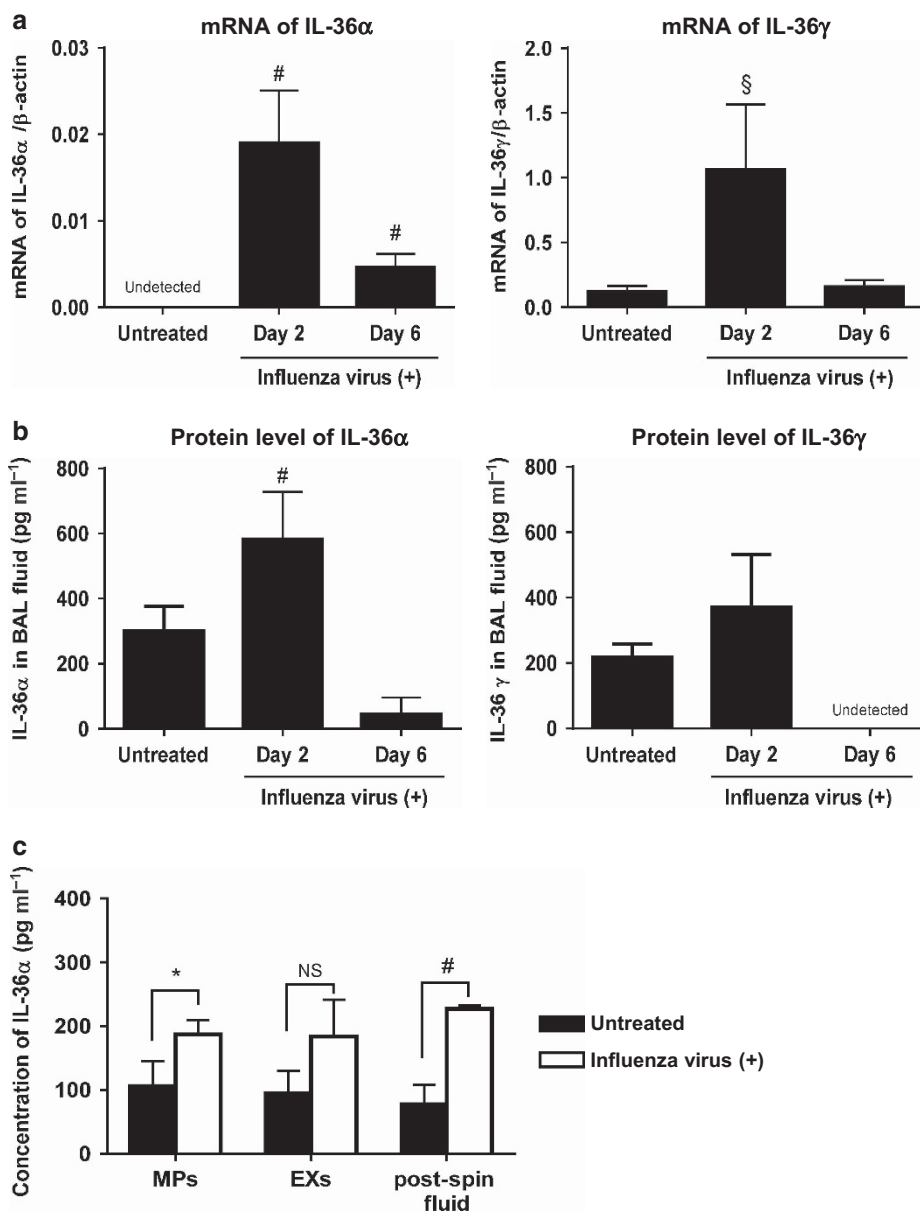 a
mRNA of IL-36α
mRNA of IL-36α /β-actin
0.03
0.02
0.01
0.00
#
#
Undetected
Untreated
Day 2
Day 6
Influenza virus (+)
mRNA of IL-36γ
mRNA of IL-36γ/β-actin
2.0
1.5
1.0
0.5
0.0
§
Untreated
Day 2
Day 6
Influenza virus (+)
b
Protein level of IL-36α
IL-36α in BAL fluid (pg ml⁻¹)
800
600
400
200
0
#
Untreated
Day 2
Day 6
Influenza virus (+)
Protein level of IL-36γ
IL-36 γ in BAL fluid (pg ml⁻¹)
800
600
400
200
0
Undetected
Untreated
Day 2
Day 6
Influenza virus (+)
c
Concentration of IL-36α (pg ml⁻¹)
400
300
200
100
0
*
NS
#
MPs
EXs
post-spin
fluid
Untreated
Influenza virus (+)